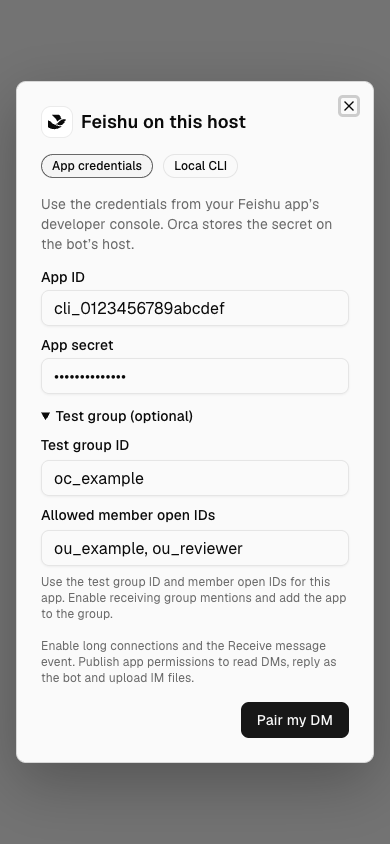 Feishu on this host
App credentials
Local CLI
Use the credentials from your Feishu app's
developer console. Orca stores the secret on
the bot's host.
App ID
cli_0123456789abcdef
App secret
••••••••••••••
Test group (optional)
Test group ID
oc_example
Allowed member open IDs
ou_example, ou_reviewer
Use the test group ID and member open IDs for this
app. Enable receiving group mentions and add the app
to the group.
Enable long connections and the Receive message
event. Publish app permissions to read DMs, reply as
the bot and upload IM files.
Pair my DM